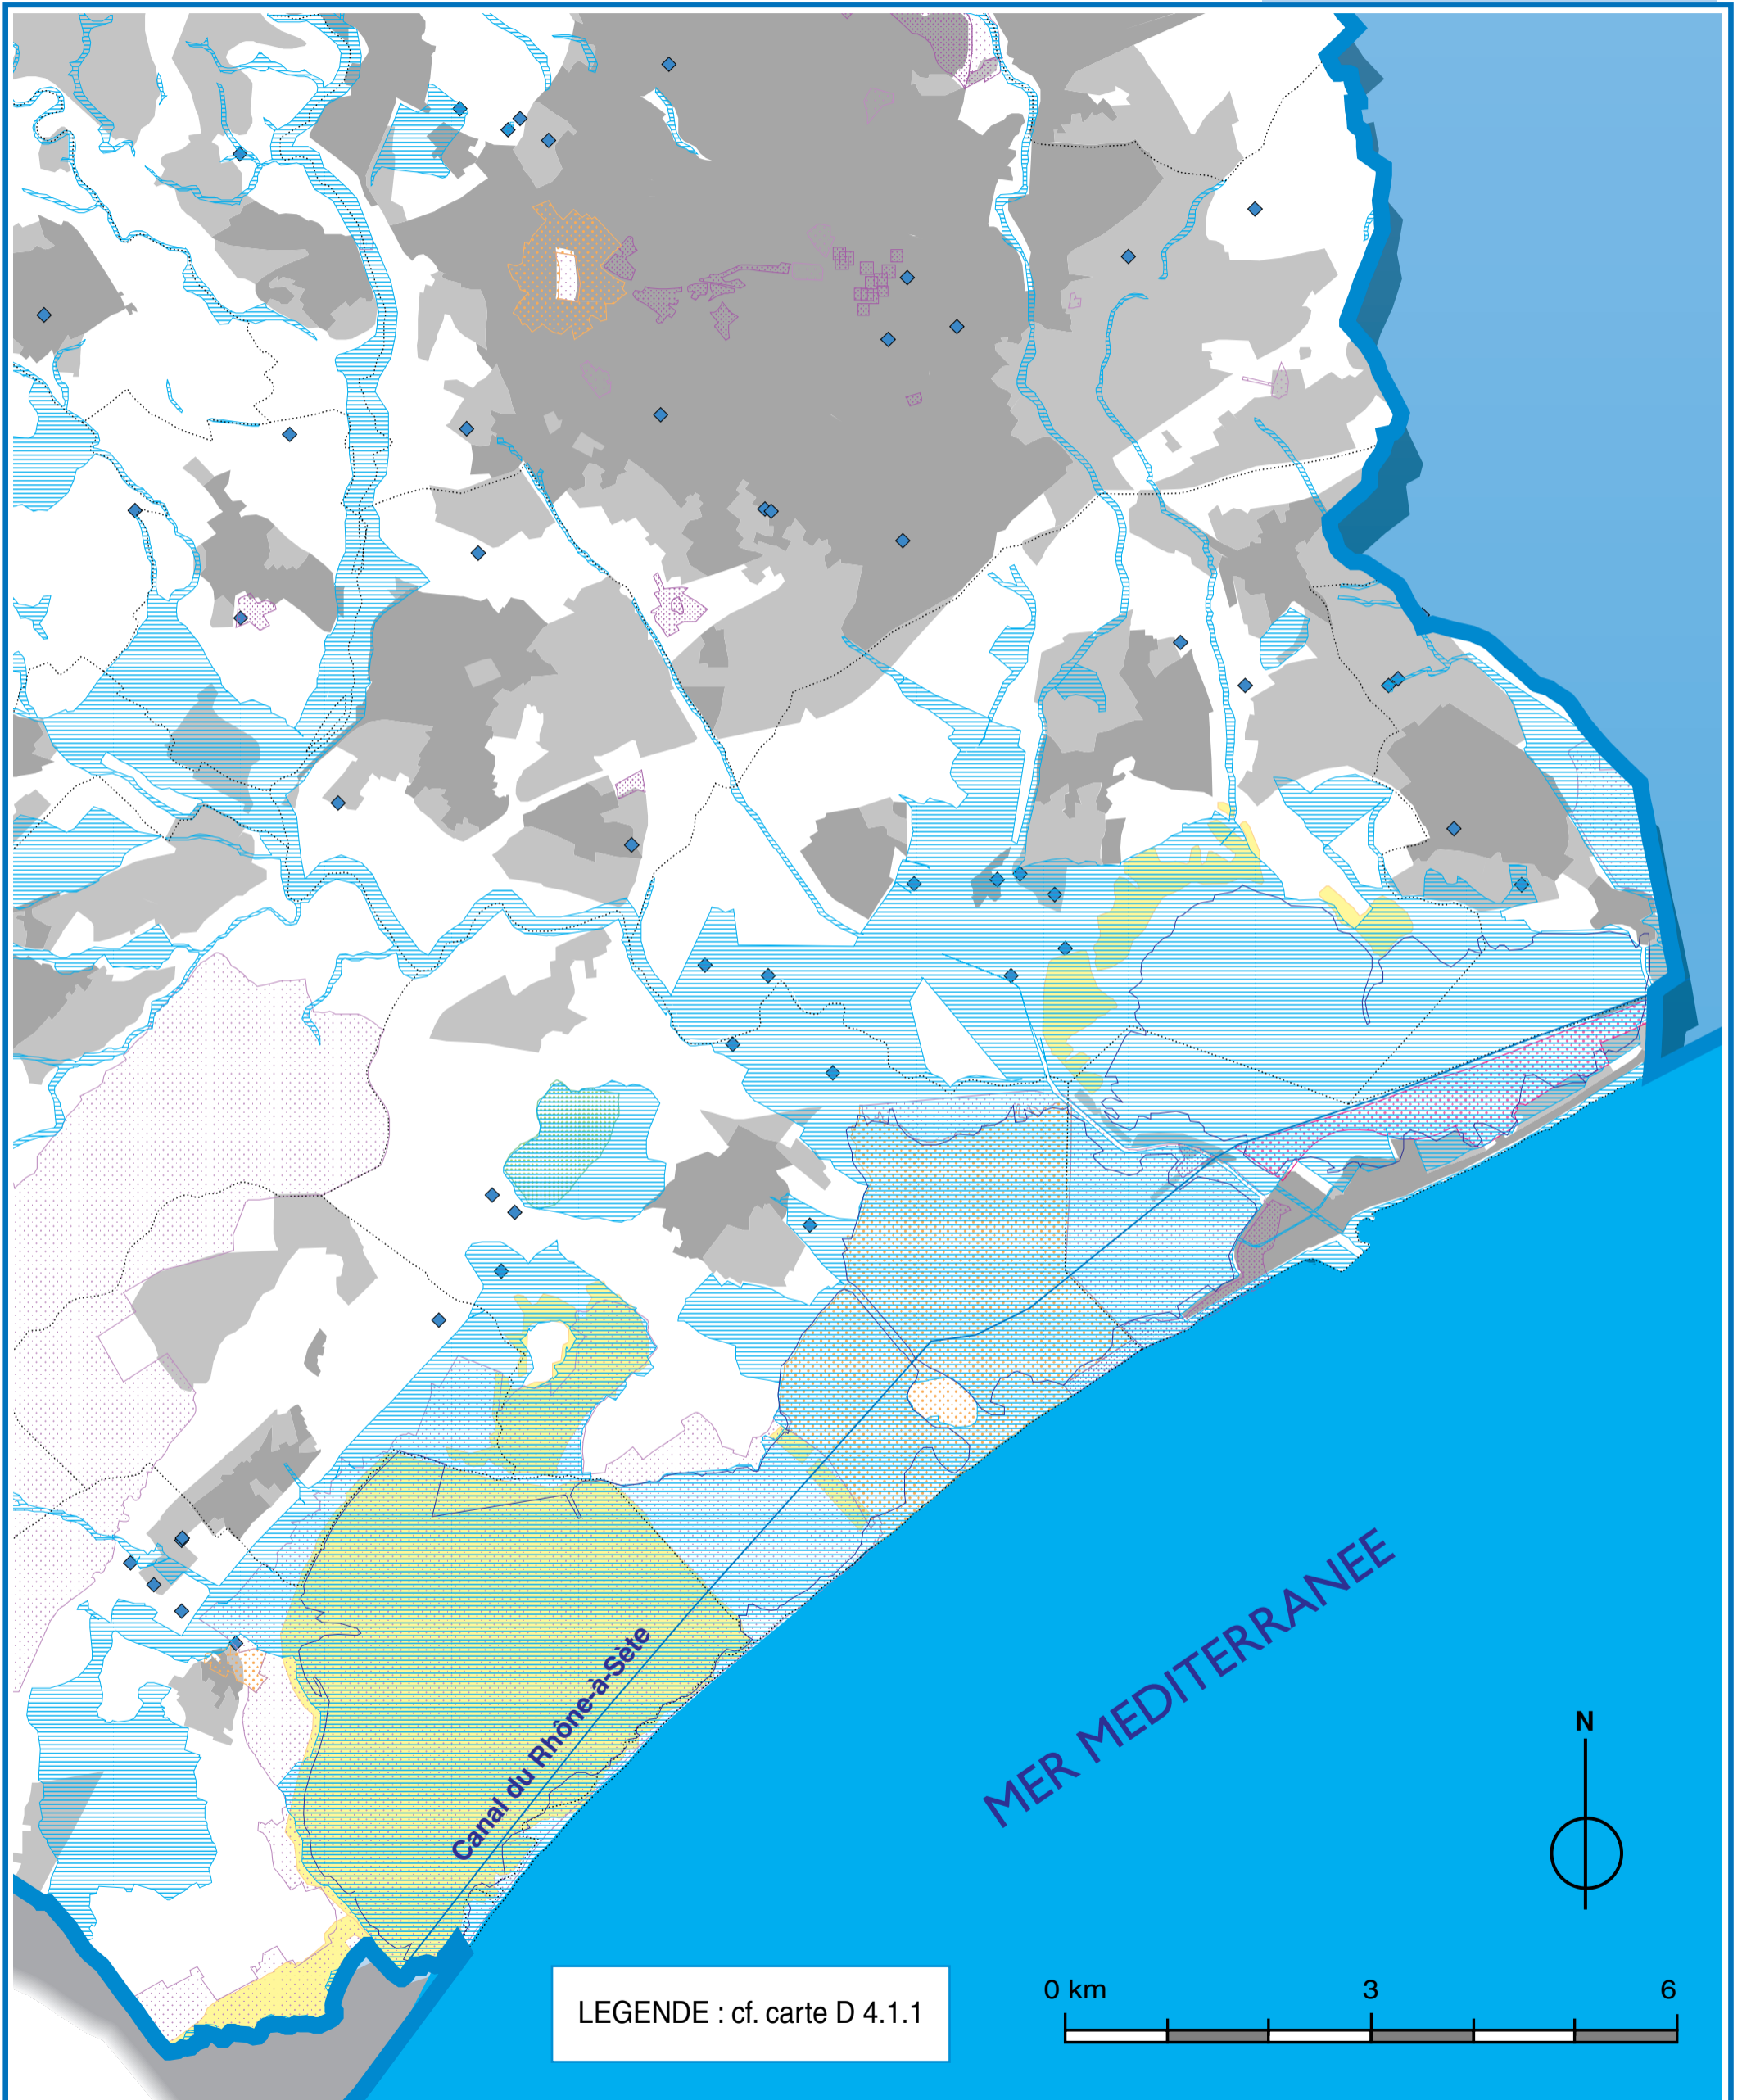 Canal du Rhône-à-Sète
MER MEDITERRANEE
N
LEGENDE : cf. carte D 4.1.1
0 km 3 6